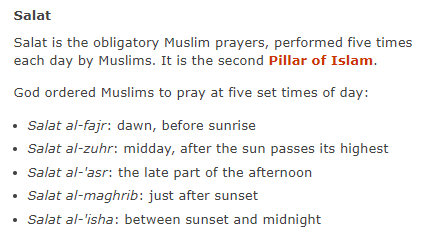 Salat
Salat is the obligatory Muslim prayers, performed five times
each day by Muslims. It is the second Pillar of Islam.
God ordered Muslims to pray at five set times of day:
• Salat al-fajr: dawn, before sunrise
• Salat al-zuhr: midday, after the sun passes its highest
• Salat al-'asr: the late part of the afternoon
• Salat al-maghrib: just after sunset
• Salat al-'isha: between sunset and midnight